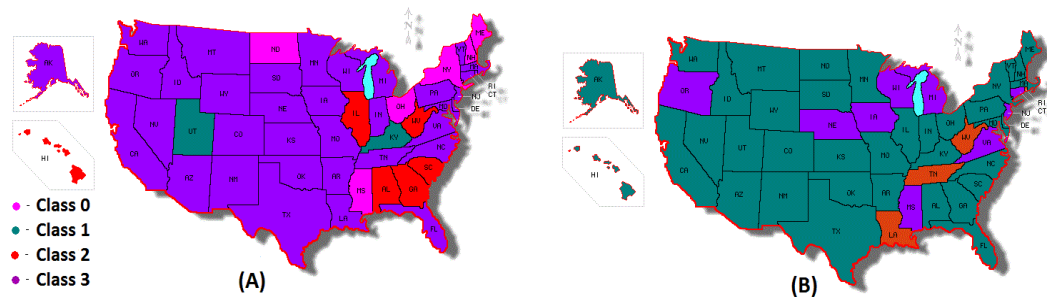 N N
WA MT ND MN ME
OR ID WY SD WI MI NY VT NH
NV UT CO NE IA IL IN OH PA
CA AZ NM KS MO KY WV VA
OK AR TN NC SC
TX LA MS AL GA FL
RI
CT
NJ
DE
AK
HI
- Class 0
- Class 1
- Class 2
- Class 3
(A)
N N
WA MT ND MN ME
OR ID WY SD WI MI NY VT NH
NV UT CO NE IA IL IN OH PA
CA AZ NM KS MO KY WV VA
OK AR TN NC SC
TX LA MS AL GA FL
RI
CT
NJ
DE
AK
HI
(B)